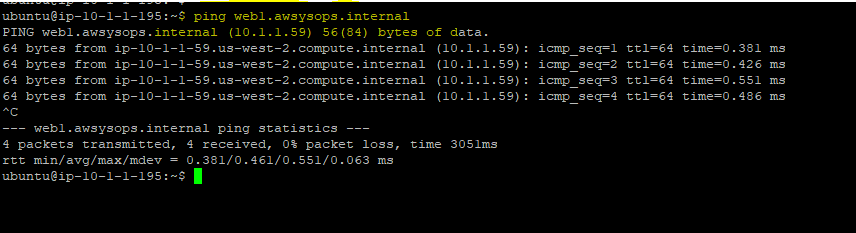 ubuntu@ip-10-1-1-195:~$ ping web1.awsysops.internal
PING web1.awsysops.internal (10.1.1.59) 56(84) bytes of data.
64 bytes from ip-10-1-1-59.us-west-2.compute.internal (10.1.1.59): icmp_seq=1 ttl=64 time=0.381 ms
64 bytes from ip-10-1-1-59.us-west-2.compute.internal (10.1.1.59): icmp_seq=2 ttl=64 time=0.426 ms
64 bytes from ip-10-1-1-59.us-west-2.compute.internal (10.1.1.59): icmp_seq=3 ttl=64 time=0.551 ms
64 bytes from ip-10-1-1-59.us-west-2.compute.internal (10.1.1.59): icmp_seq=4 ttl=64 time=0.486 ms
^C
--- web1.awsysops.internal ping statistics ---
4 packets transmitted, 4 received, 0% packet loss, time 3051ms
rtt min/avg/max/mdev = 0.381/0.461/0.551/0.063 ms
ubuntu@ip-10-1-1-195:~$